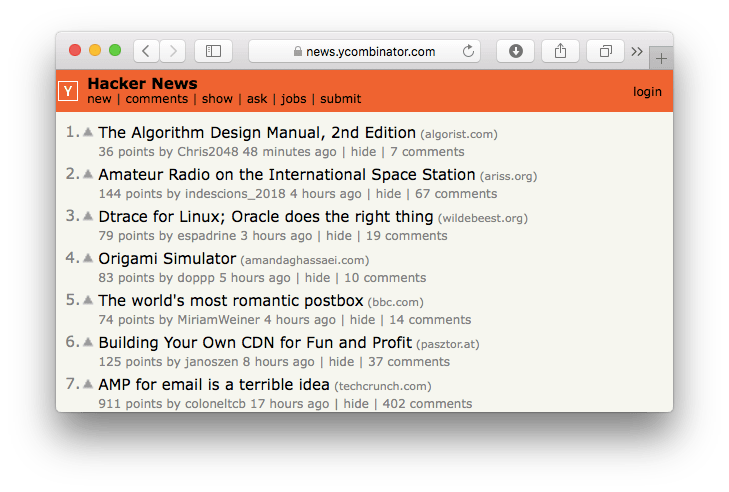 news.ycombinator.com
Y
Hacker News
new | comments | show | ask | jobs | submit
login
1. The Algorithm Design Manual, 2nd Edition (algorist.com)
36 points by Chris2048 48 minutes ago | hide | 7 comments
2. Amateur Radio on the International Space Station (ariss.org)
144 points by indescions_2018 4 hours ago | hide | 67 comments
3. Dtrace for Linux; Oracle does the right thing (wildebeest.org)
79 points by espadrine 3 hours ago | hide | 19 comments
4. Origami Simulator (amandaghassaei.com)
83 points by doppp 5 hours ago | hide | 10 comments
5. The world's most romantic postbox (bbc.com)
74 points by MiriamWeiner 4 hours ago | hide | 14 comments
6. Building Your Own CDN for Fun and Profit (pasztor.at)
125 points by janoszen 8 hours ago | hide | 37 comments
7. AMP for email is a terrible idea (techcrunch.com)
911 points by coloneltcb 17 hours ago | hide | 402 comments